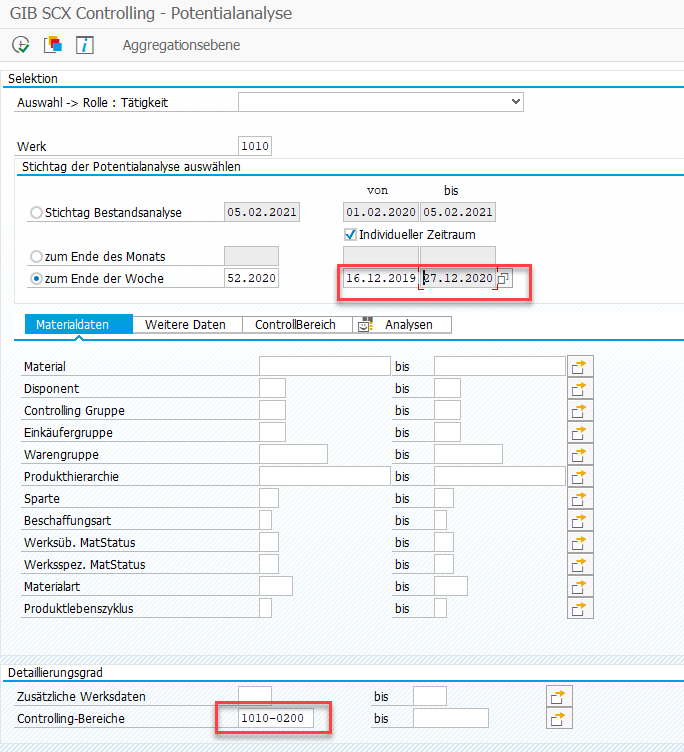 GIB SCX Controlling - Potentialanalyse
Aggregationsebene
Selektion
Auswahl -> Rolle : Tätigkeit
Werk 1010
Stichtag der Potentialanalyse auswählen
von bis
Stichtag Bestandsanalyse 05.02.2021 01.02.2020 05.02.2021
Individueller Zeitraum
zum Ende des Monats
zum Ende der Woche 52.2020 16.12.2019 27.12.2020
Materialdaten Weitere Daten ControllBereich Analysen
Material bis
Disponent bis
Controlling Gruppe bis
Einkäufergruppe bis
Warengruppe bis
Produkthierarchie bis
Sparte bis
Beschaffungsart bis
Werksüb. MatStatus bis
Werksspez. MatStatus bis
Materialart bis
Produktlebenszyklus bis
Detaillierungsgrad
Zusätzliche Werksdaten bis
Controlling-Bereiche 1010-0200 bis